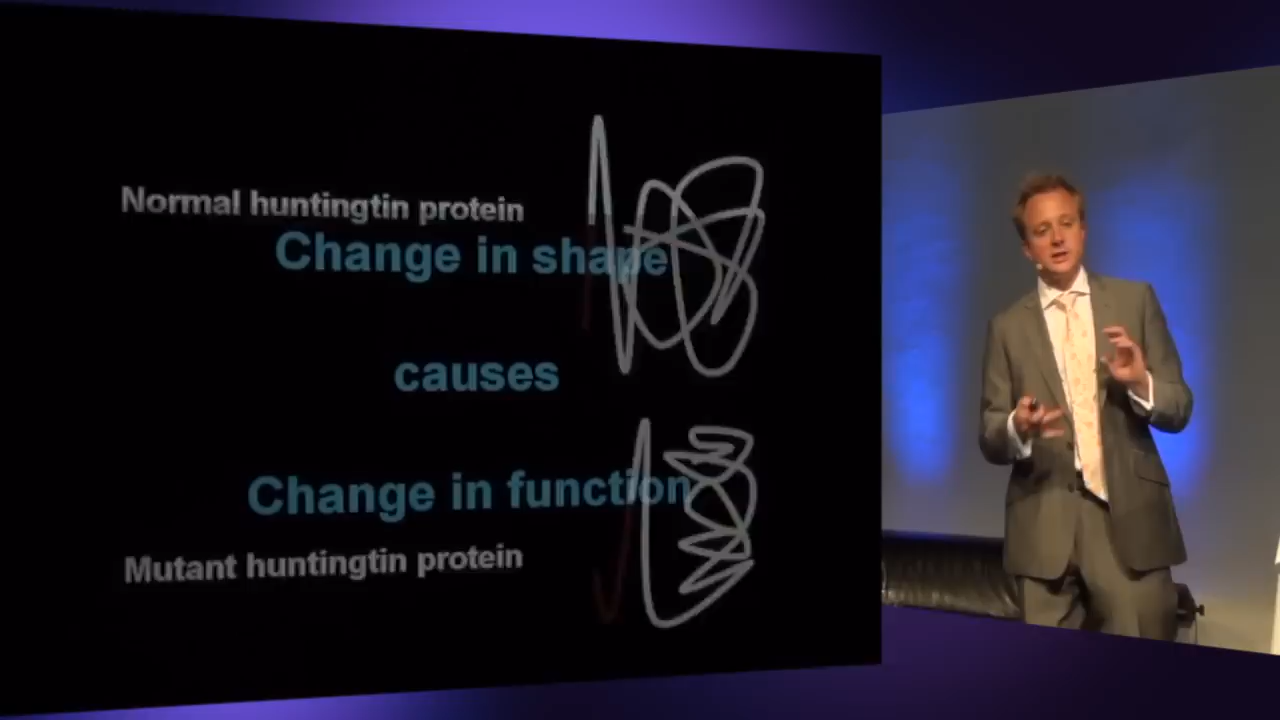 Normal huntingtin protein
Change in shape
causes
Change in function
Mutant huntingtin protein